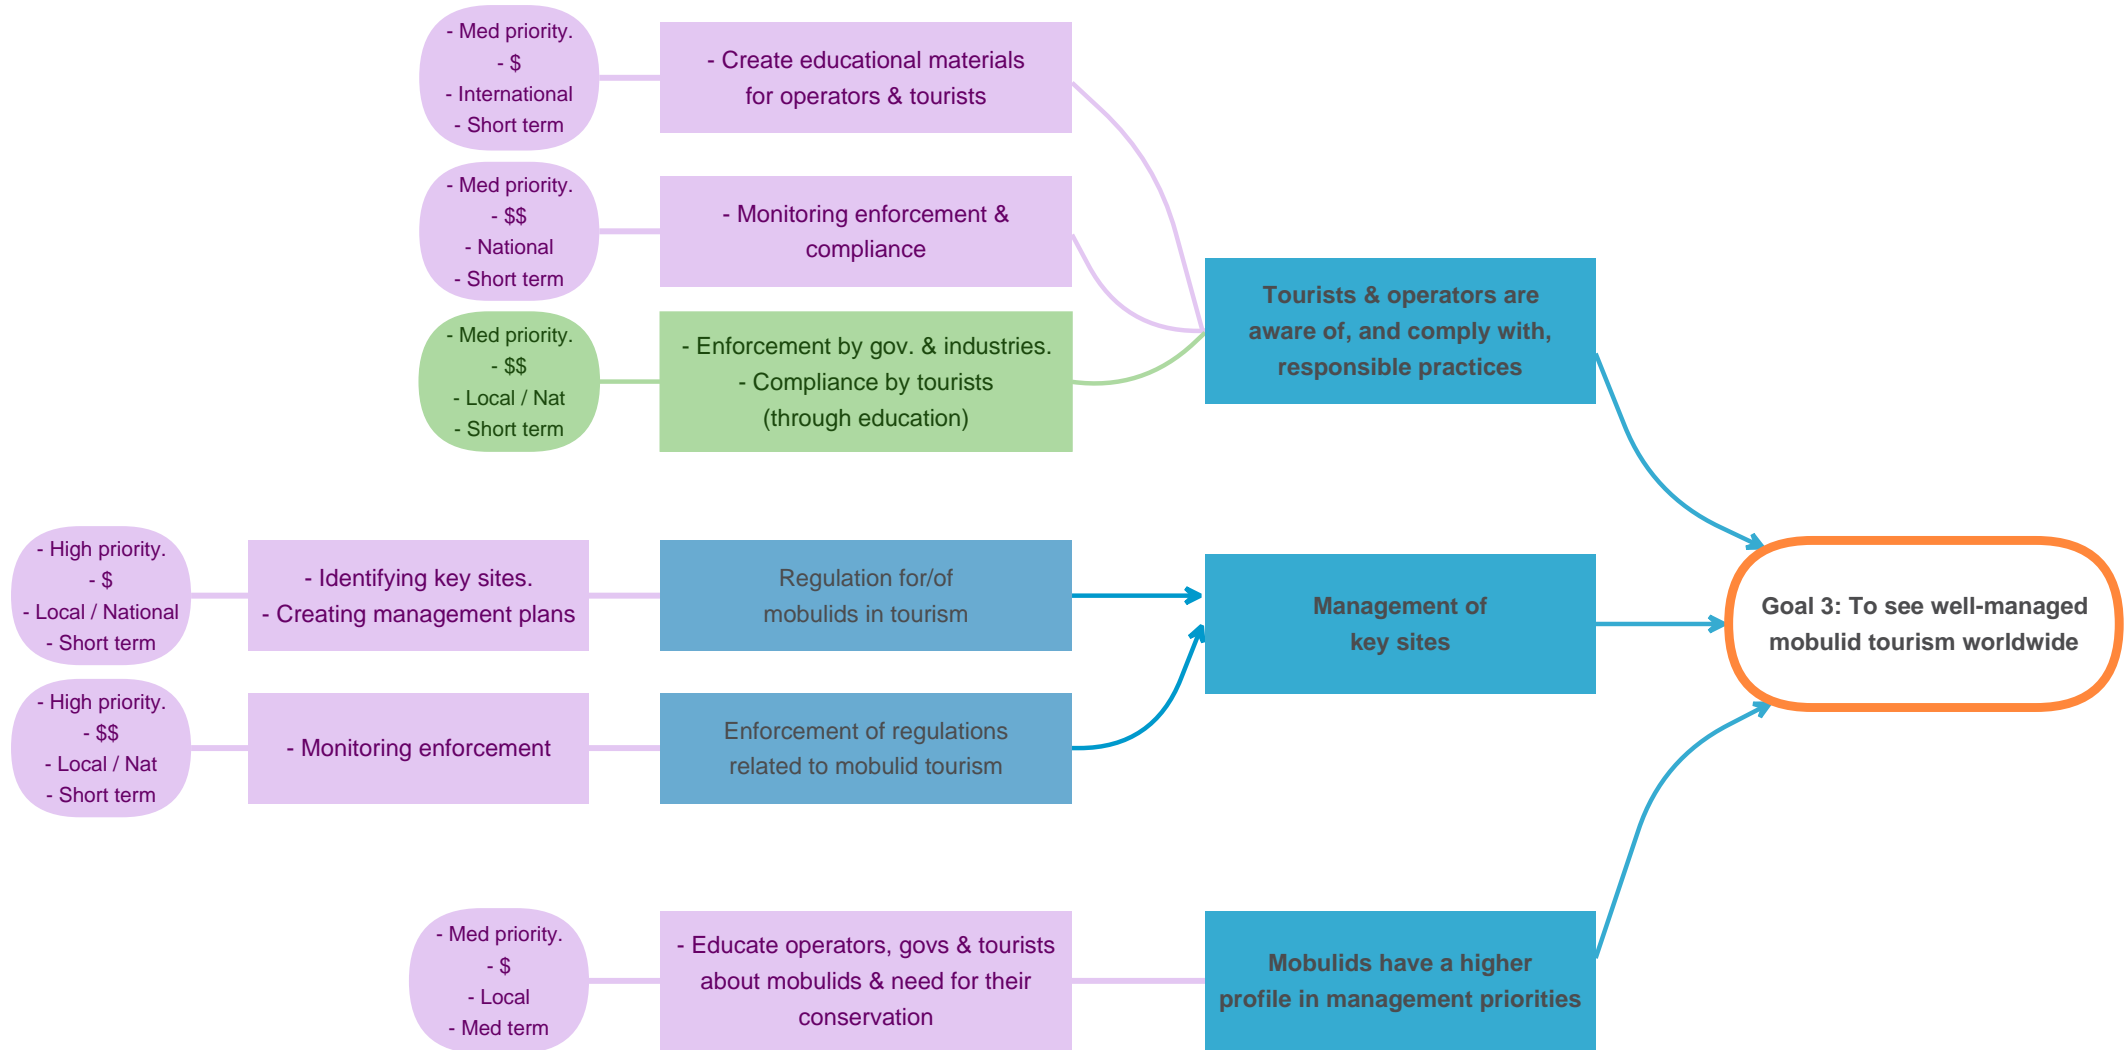 - Med priority.
- $
- International
- Short term
- Create educational materials
for operators & tourists
- Med priority.
- $$
- National
- Short term
- Monitoring enforcement &
compliance
- Med priority.
- $$
- Local / Nat
- Short term
- Enforcement by gov. & industries.
- Compliance by tourists
(through education)
Tourists & operators are
aware of, and comply with,
responsible practices
- High priority.
- $
- Local / National
- Short term
- Identifying key sites.
- Creating management plans
Regulation for/of
mobulids in tourism
- High priority.
- $$
- Local / Nat
- Short term
- Monitoring enforcement
Enforcement of regulations
related to mobulid tourism
Management of
key sites
Goal 3: To see well-managed
mobulid tourism worldwide
- Med priority.
- $
- Local
- Med term
- Educate operators, govs & tourists
about mobulids & need for their
conservation
Mobulids have a higher
profile in management priorities